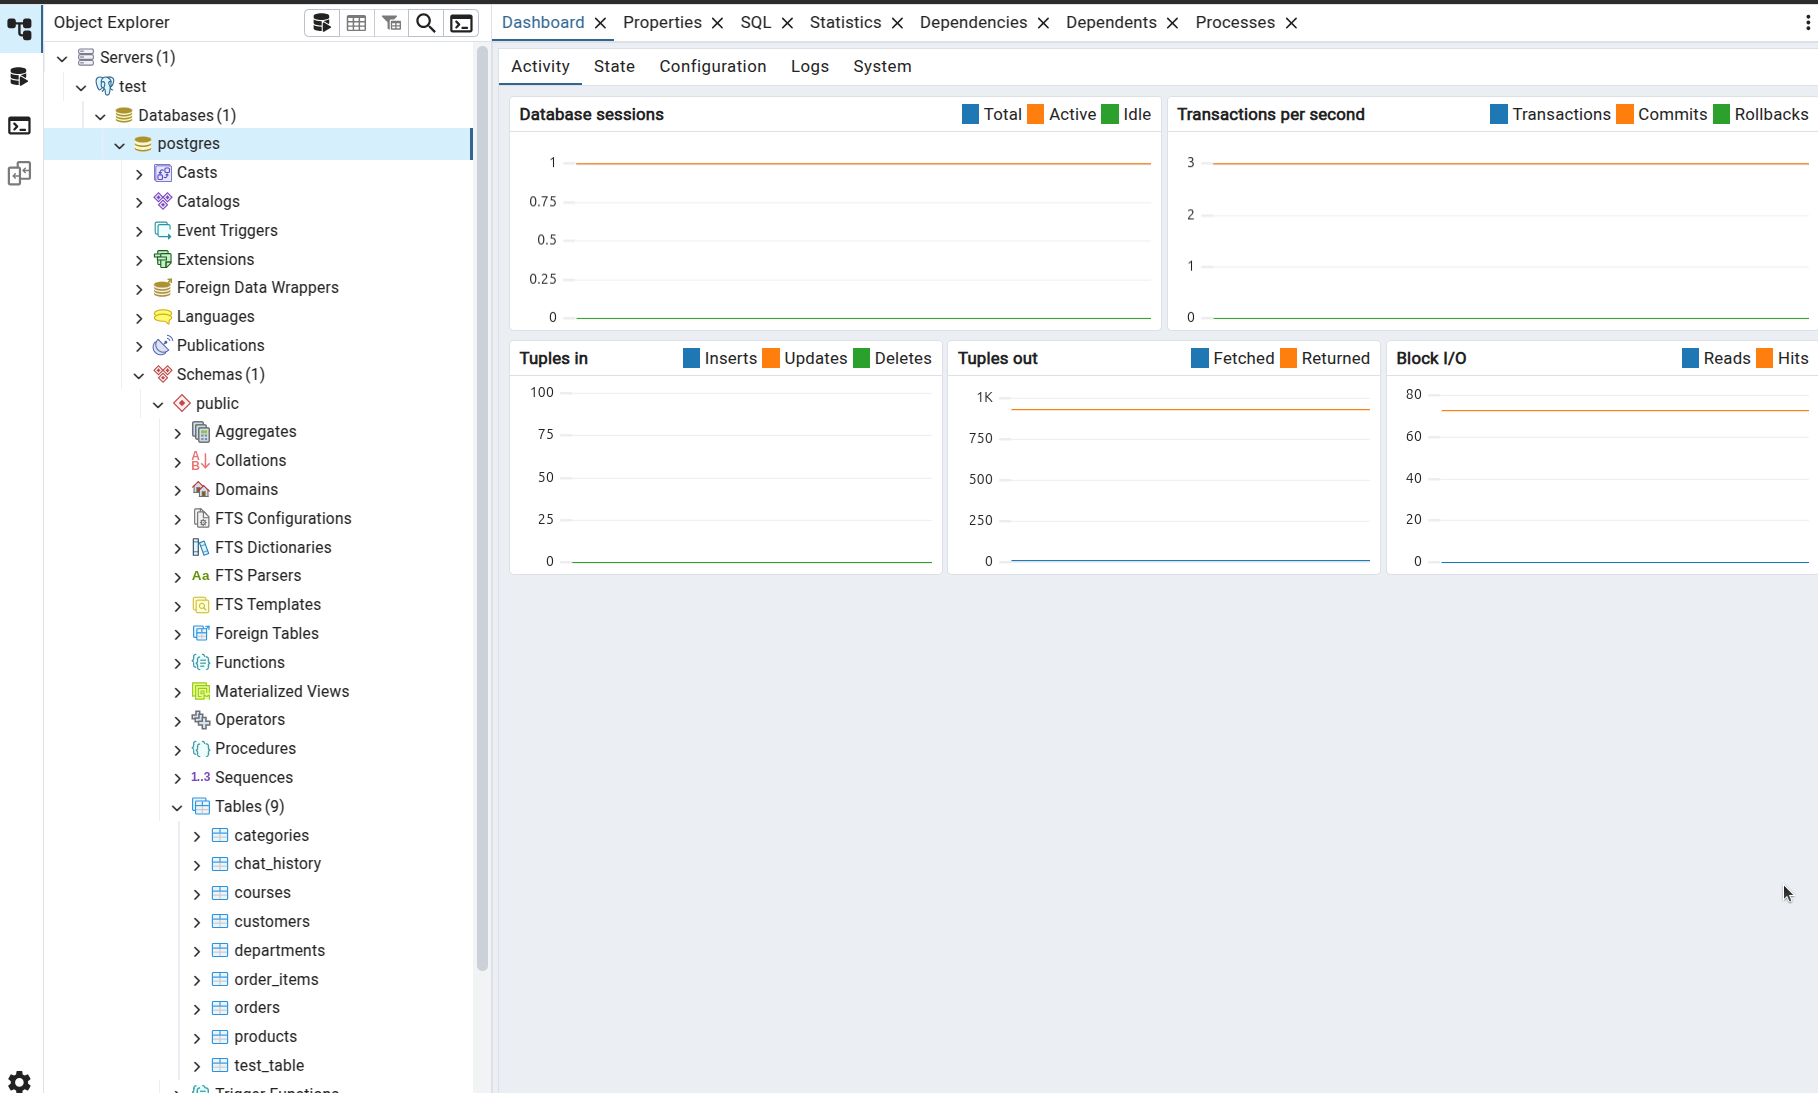 Object Explorer
Servers (1)
test
Databases (1)
postgres
Casts
Catalogs
Event Triggers
Extensions
Foreign Data Wrappers
Languages
Publications
Schemas (1)
public
Aggregates
Collations
Domains
FTS Configurations
FTS Dictionaries
Aa FTS Parsers
FTS Templates
Foreign Tables
Functions
Materialized Views
Operators
Procedures
1..3 Sequences
Tables (9)
categories
chat_history
courses
customers
departments
order_items
orders
products
test_table
Trigger Functions
Dashboard Properties SQL Statistics Dependencies Dependents Processes
Activity State Configuration Logs System
Database sessions Total Active Idle
1
0.75
0.5
0.25
0
Transactions per second Transactions Commits Rollbacks
3
2
1
0
Tuples in Inserts Updates Deletes
100
75
50
25
0
Tuples out Fetched Returned
1K
750
500
250
0
Block I/O Reads Hits
80
60
40
20
0